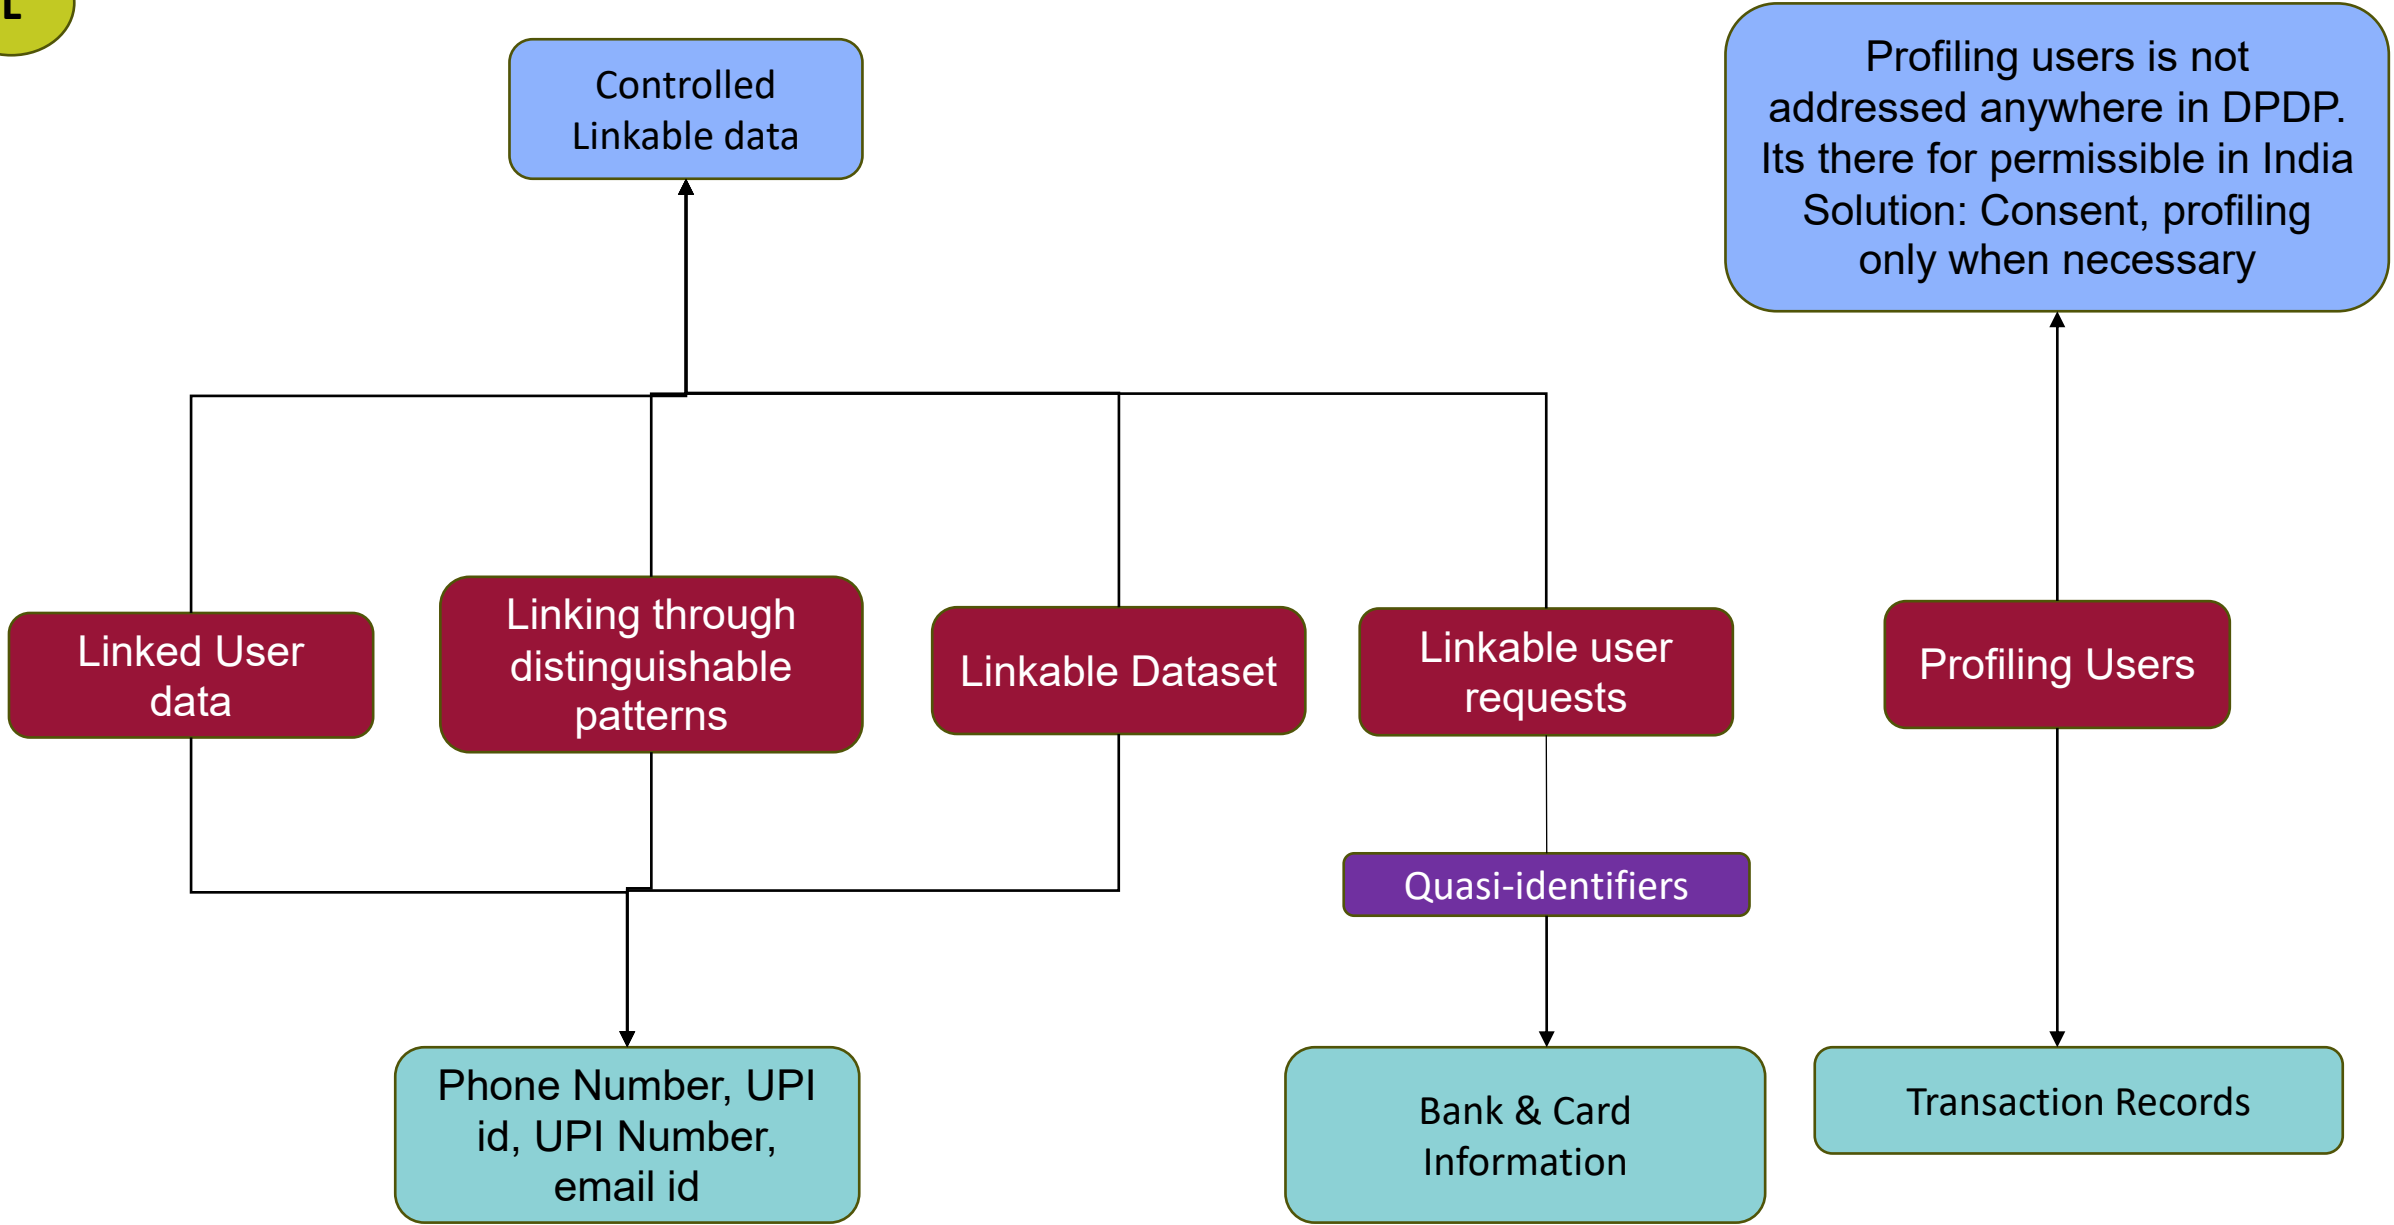 L
Controlled
Linkable data
Profiling users is not
addressed anywhere in DPDP.
Its there for permissible in India
Solution: Consent, profiling
only when necessary
Linked User
data
Linking through
distinguishable
patterns
Linkable Dataset
Linkable user
requests
Profiling Users
Quasi-identifiers
Phone Number, UPI
id, UPI Number,
email id
Bank & Card
Information
Transaction Records